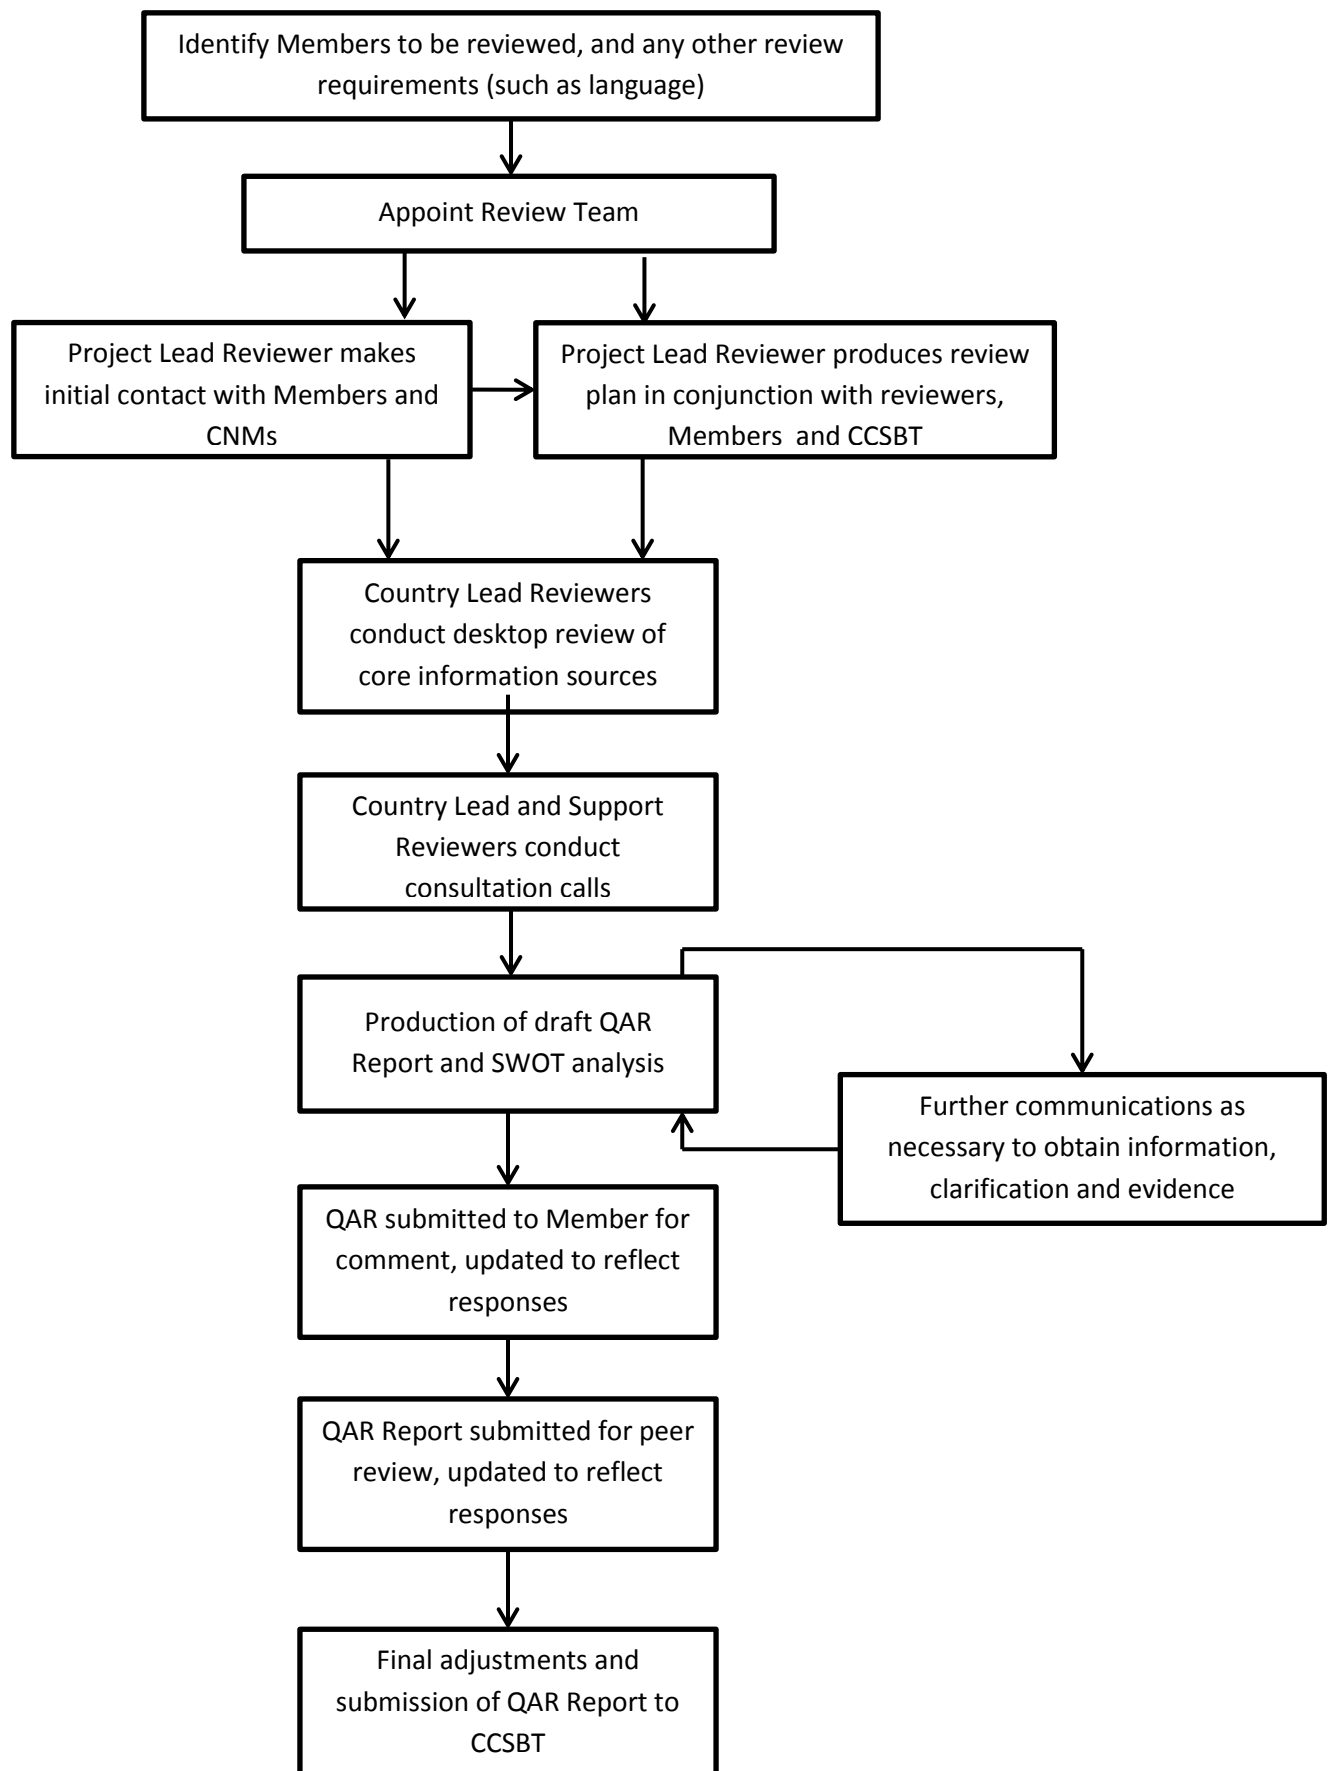 Identify Members to be reviewed, and any other review
requirements (such as language)
Appoint Review Team
Project Lead Reviewer makes
initial contact with Members and
CNMs
Project Lead Reviewer produces review
plan in conjunction with reviewers,
Members and CCSBT
Country Lead Reviewers
conduct desktop review of
core information sources
Country Lead and Support
Reviewers conduct
consultation calls
Production of draft QAR
Report and SWOT analysis
Further communications as
necessary to obtain information,
clarification and evidence
QAR submitted to Member for
comment, updated to reflect
responses
QAR Report submitted for peer
review, updated to reflect
responses
Final adjustments and
submission of QAR Report to
CCSBT